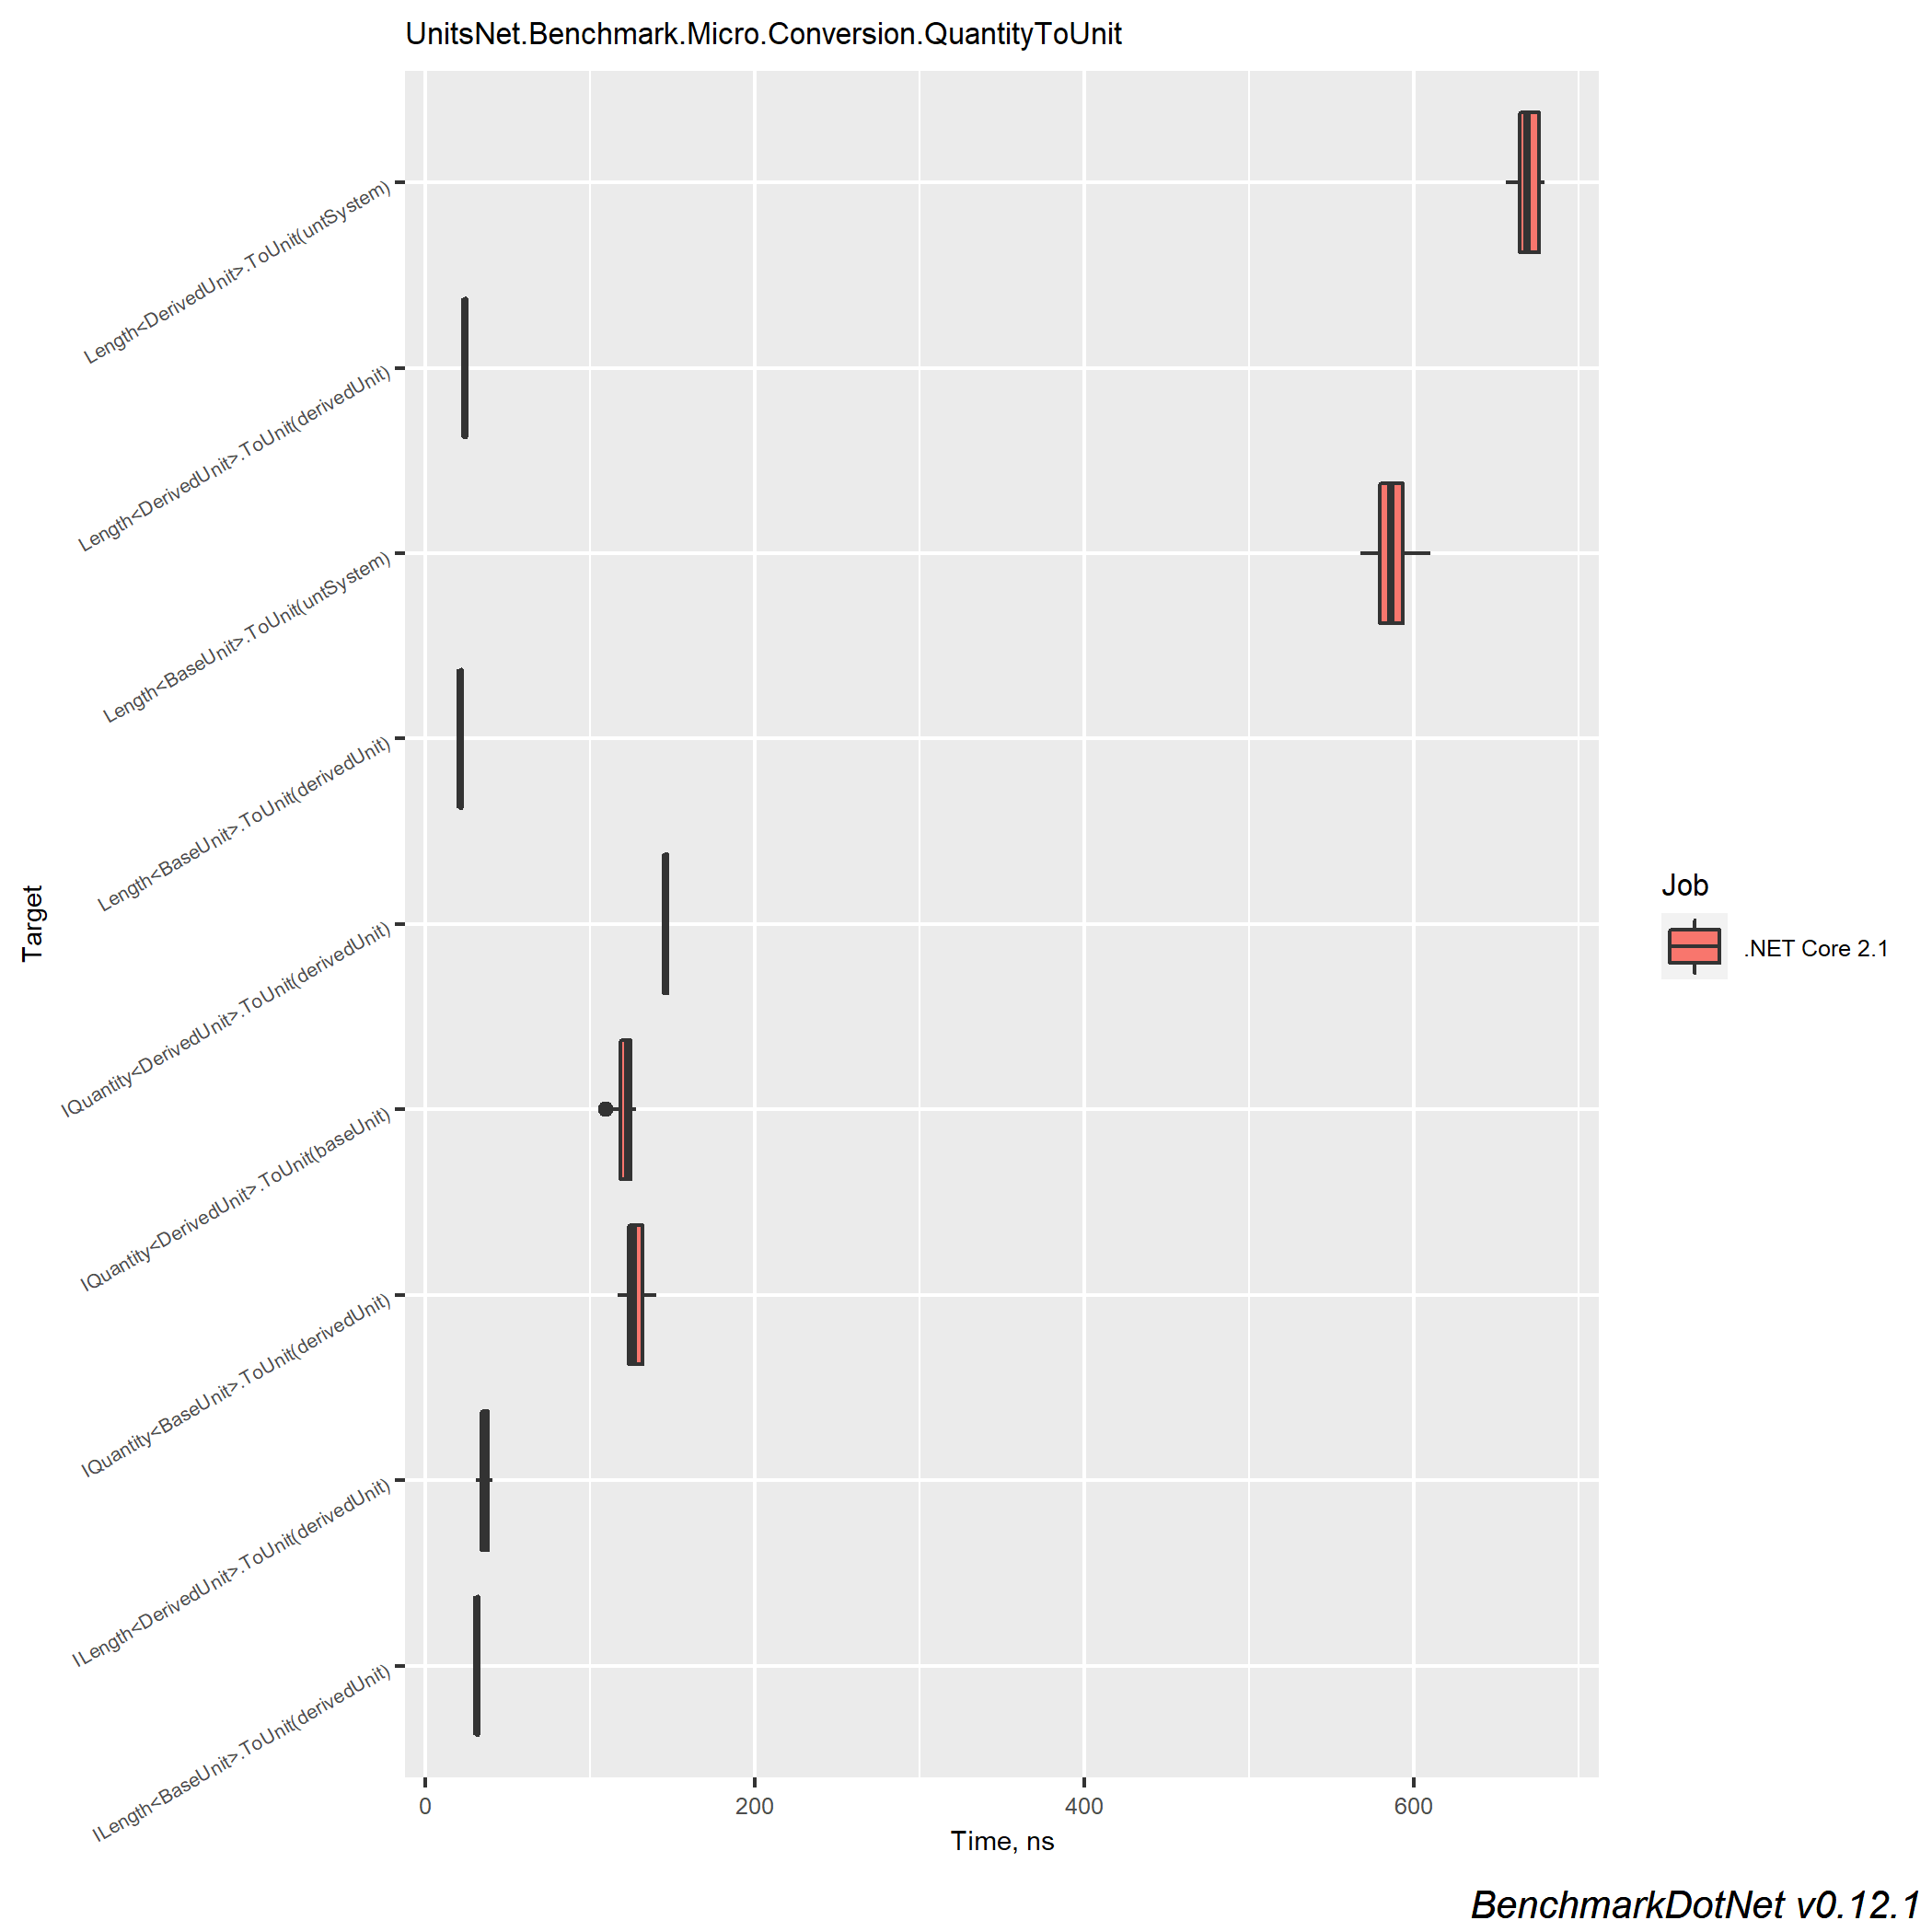 UnitsNet.Benchmark.Micro.Conversion.QuantityToUnit
Length<DerivedUnit>.ToUnit(untSystem)
Length<DerivedUnit>.ToUnit(derivedUnit)
Length<BaseUnit>.ToUnit(untSystem)
Length<BaseUnit>.ToUnit(derivedUnit)
IQuantity<DerivedUnit>.ToUnit(derivedUnit)
IQuantity<DerivedUnit>.ToUnit(baseUnit)
IQuantity<BaseUnit>.ToUnit(derivedUnit)
ILength<DerivedUnit>.ToUnit(derivedUnit)
ILength<BaseUnit>.ToUnit(derivedUnit)
Target
0 200 400 600
Time, ns
Job
.NET Core 2.1
BenchmarkDotNet v0.12.1